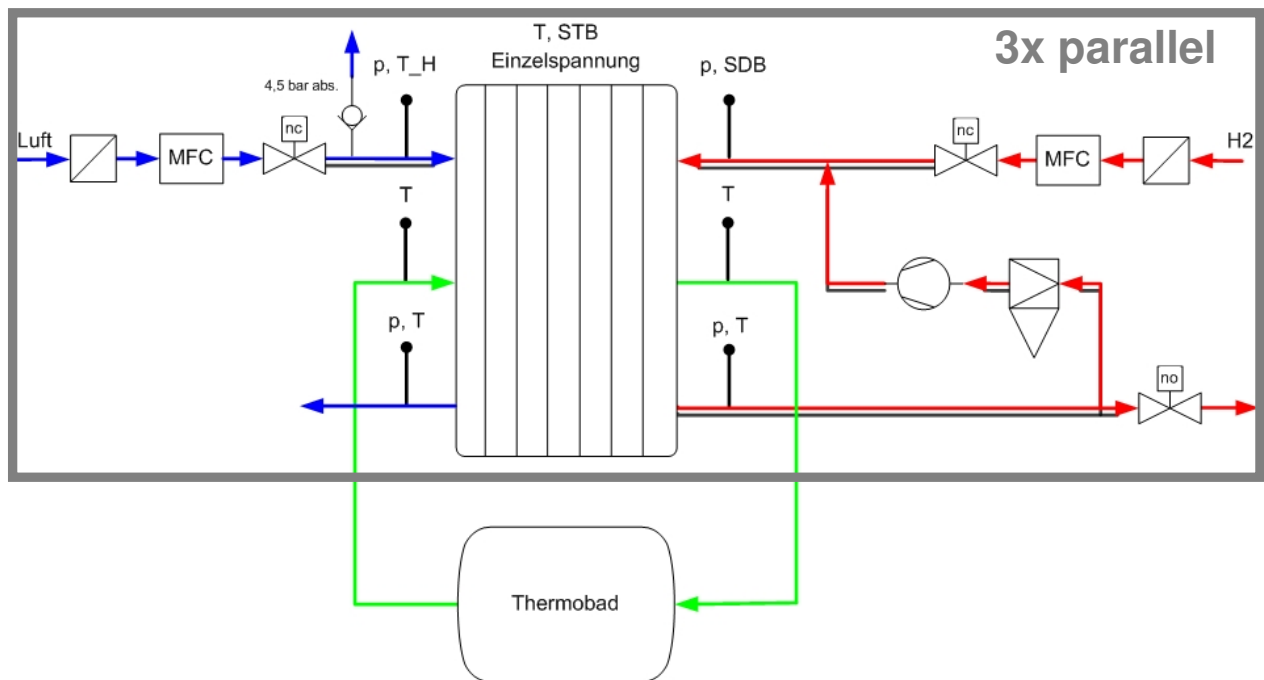 T, STB
Einzelspannung
3x parallel
p, T_H
p, SDB
4,5 bar abs.
nc
nc
Luft
MFC
MFC
H2
T
T
p, T
p, T
no
Thermobad